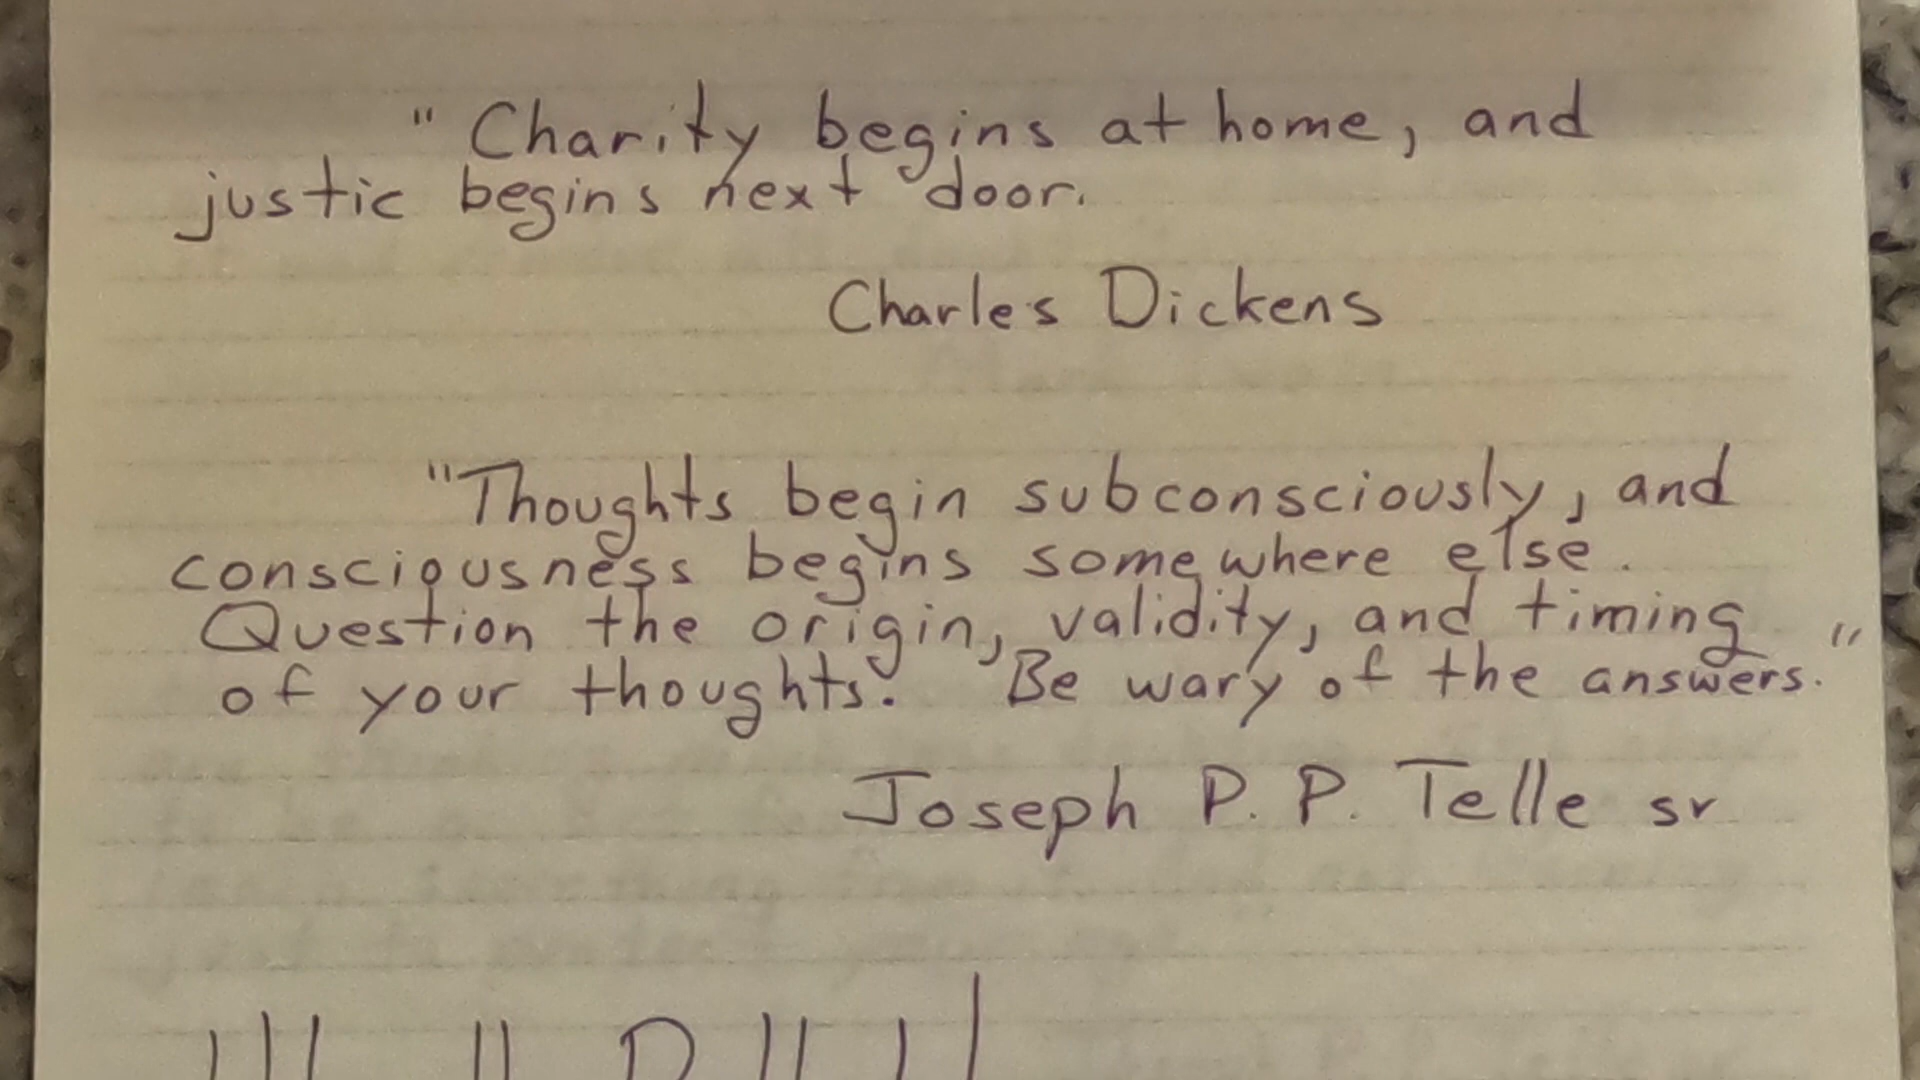 "Charity begins at home, and
justic begins next door.
Charles Dickens
"Thoughts begin subconsciously, and
consciousness begins somewhere else.
Question the origin, validity, and timing
of your thoughts. Be wary of the answers."
Joseph P. P. Telle sr